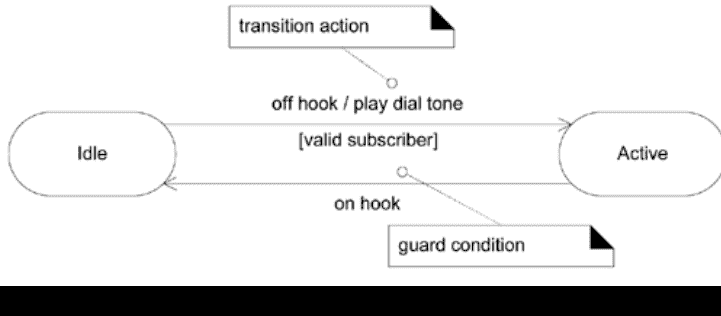 transition action
off hook / play dial tone
Idle
[valid subscriber]
Active
on hook
guard condition